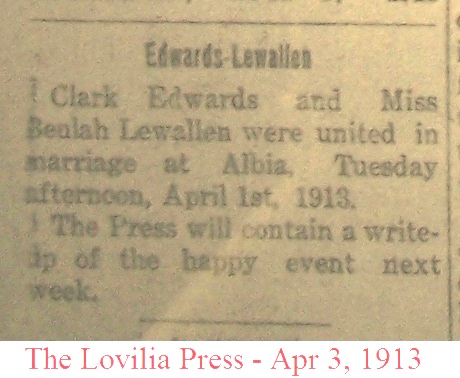 Edwards-Lewallen
Clark Edwards and Miss
Beulah Lewallen were united in
marriage at Albia, Tuesday
afternoon, April 1st, 1913.
The Press will contain a write-
up of the happy event next
week.
The Lovilia Press - Apr 3, 1913